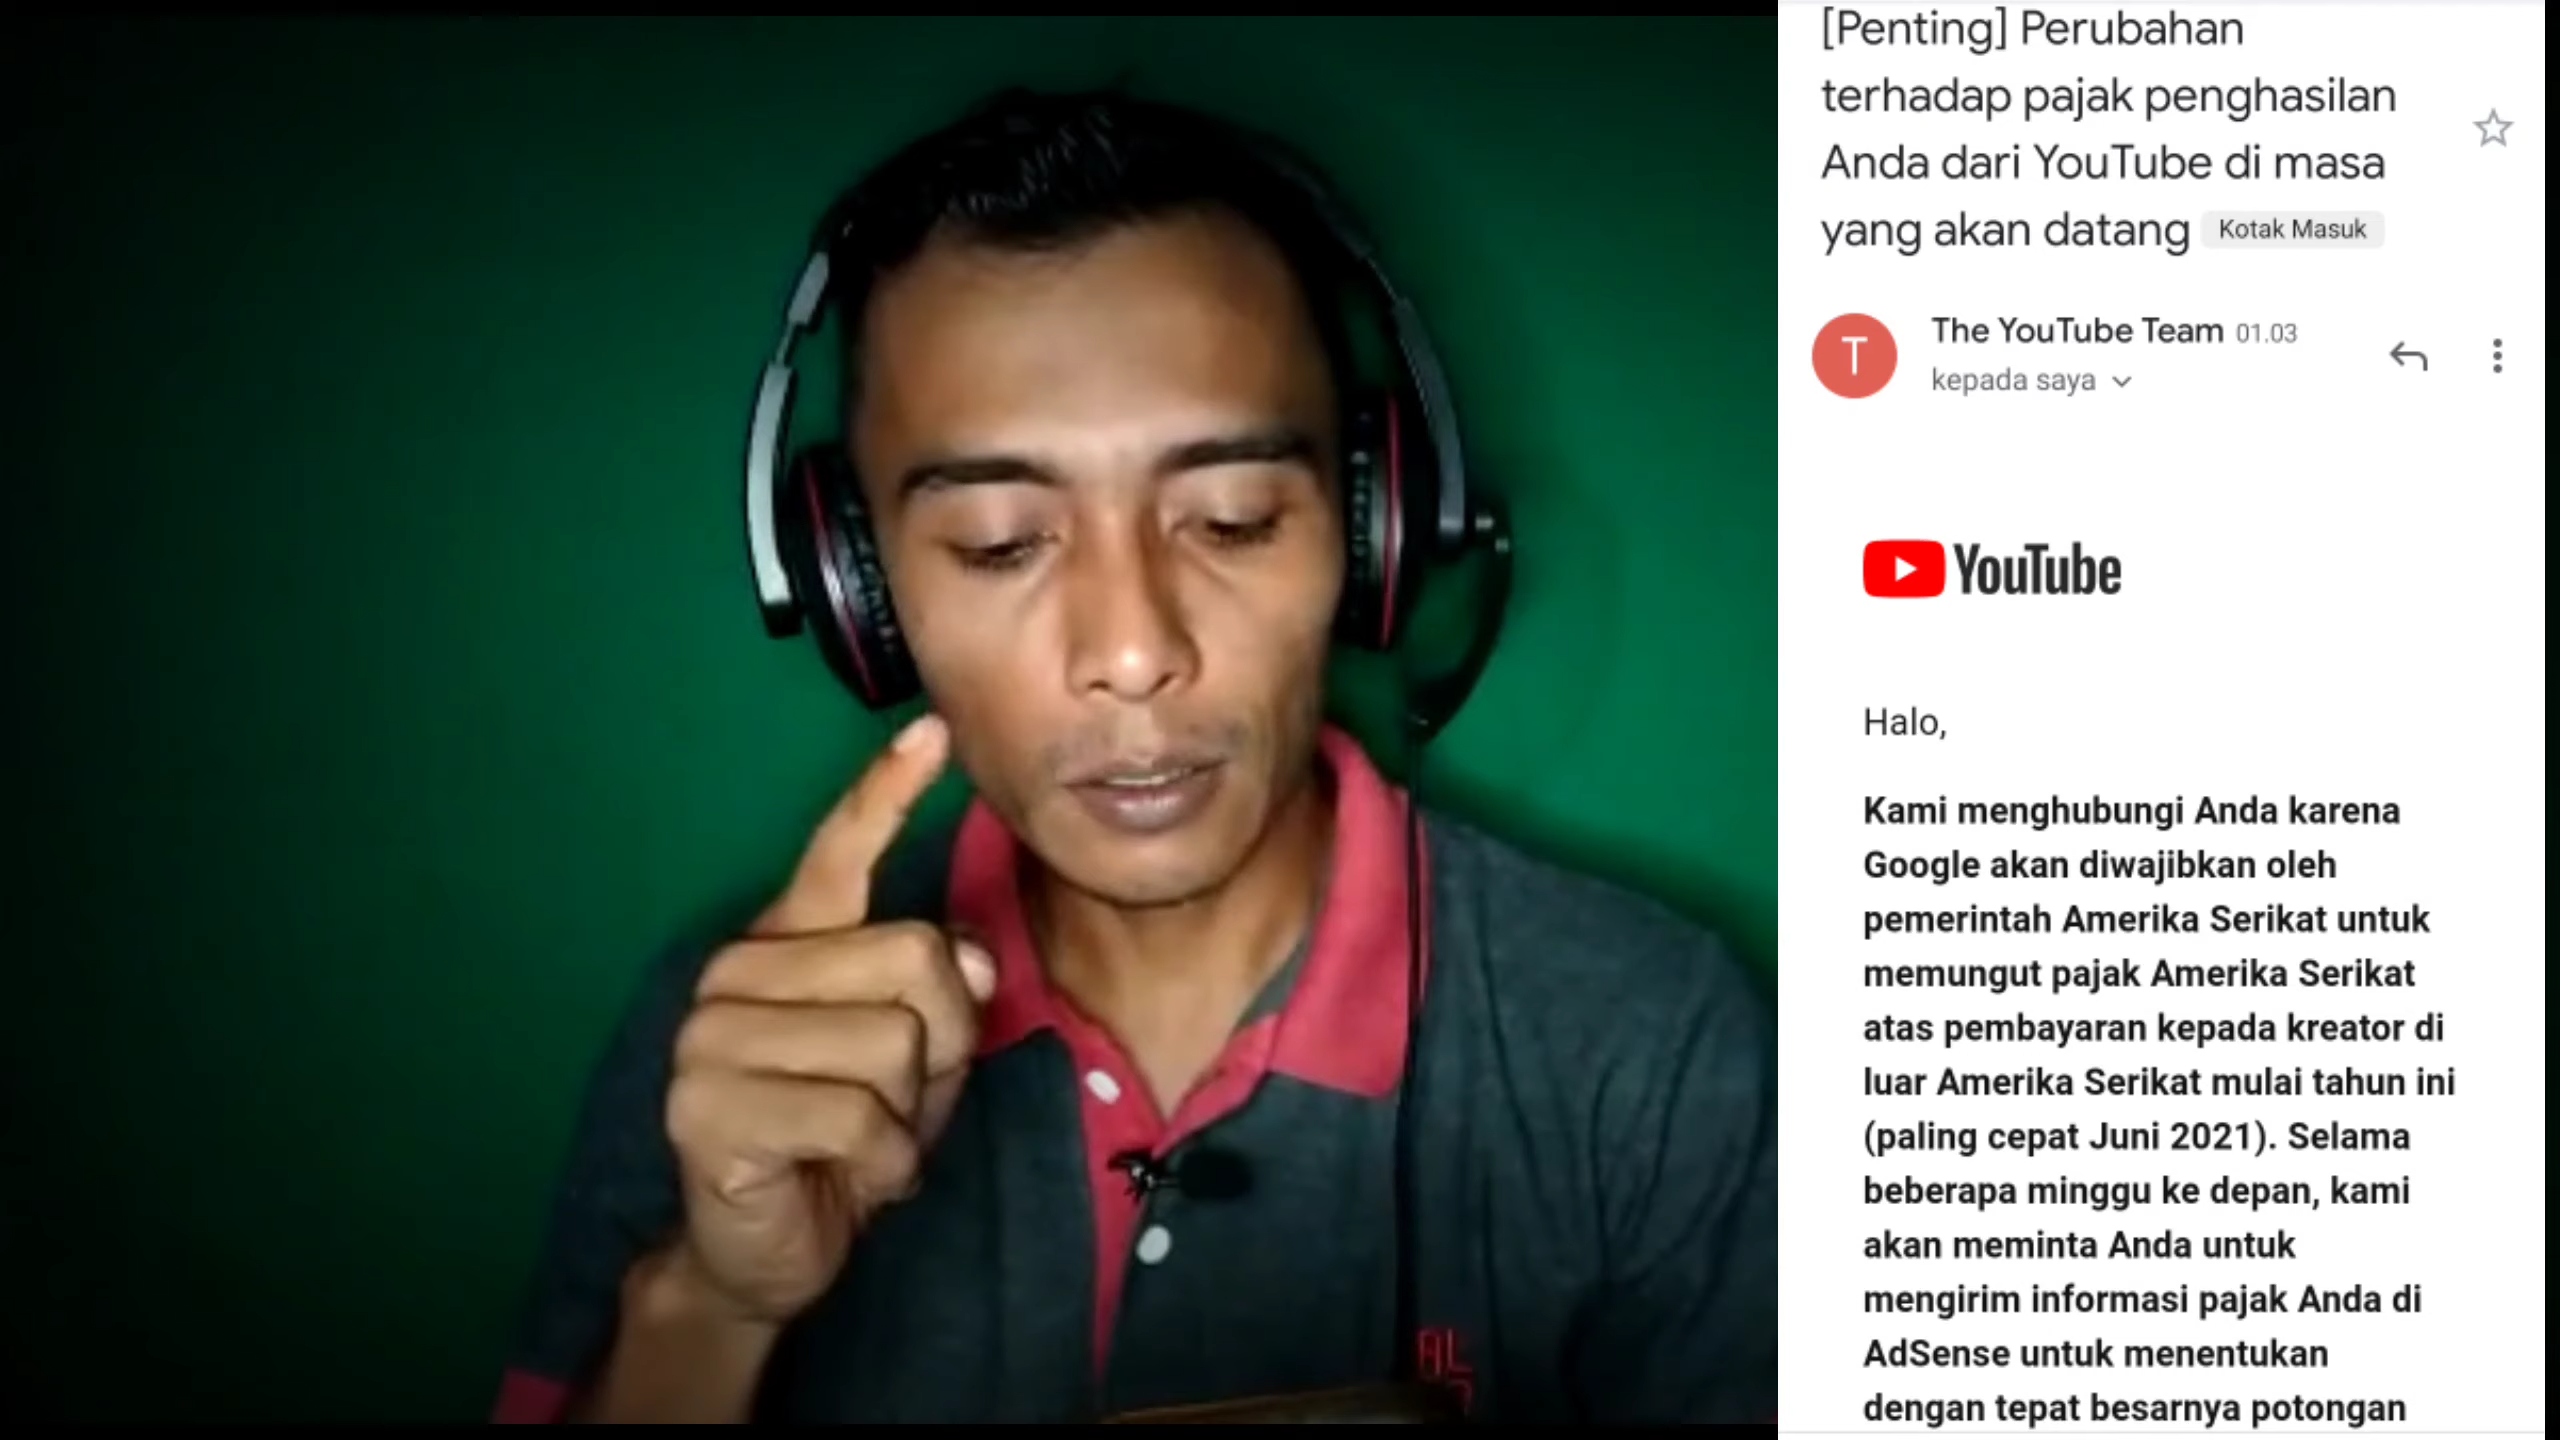 [Penting] Perubahan
terhadap pajak penghasilan
Anda dari YouTube di masa
yang akan datang Kotak Masuk
T
The YouTube Team 01.03
kepada saya
YouTube
Halo,
Kami menghubungi Anda karena
Google akan diwajibkan oleh
pemerintah Amerika Serikat untuk
memungut pajak Amerika Serikat
atas pembayaran kepada kreator di
luar Amerika Serikat mulai tahun ini
(paling cepat Juni 2021). Selama
beberapa minggu ke depan, kami
akan meminta Anda untuk
mengirim informasi pajak Anda di
AdSense untuk menentukan
dengan tepat besarnya potongan